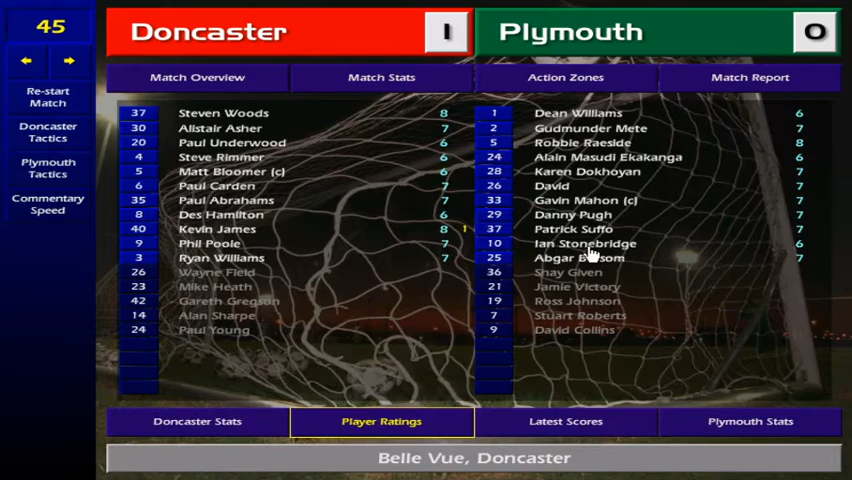 45
Doncaster 1
Plymouth 0
Re-start
Match
Doncaster
Tactics
Plymouth
Tactics
Commentary
Speed
Match Overview Match Stats Action Zones Match Report
37 Steven Woods 8
30 Alistair Asher 7
20 Paul Underwood 6
4 Steve Rimmer 6
5 Matt Bloomer (c) 6
6 Paul Carden 7
35 Paul Abrahams 7
8 Des Hamilton 6
40 Kevin James 8 1
9 Phil Poole 7
3 Ryan Williams 7
26 Wayne Field
23 Mike Heath
42 Gareth Gregson
14 Alan Sharpe
24 Paul Young
1 Dean Williams 6
2 Gudmunder Mete 7
5 Robbie Raeside 8
24 Alain Masudi Ekakanga 6
28 Karen Dokhoyan 7
26 David 7
33 Gavin Mahon (c) 7
29 Danny Pugh 7
37 Patrick Suffo 7
10 Ian Stonebridge 6
25 Abgar 7
36 Shay Given
21 Jamie Victory
19 Ross Johnson
7 Stuart Roberts
9 David Collins
Doncaster Stats Player Ratings Latest Scores Plymouth Stats
Belle Vue, Doncaster